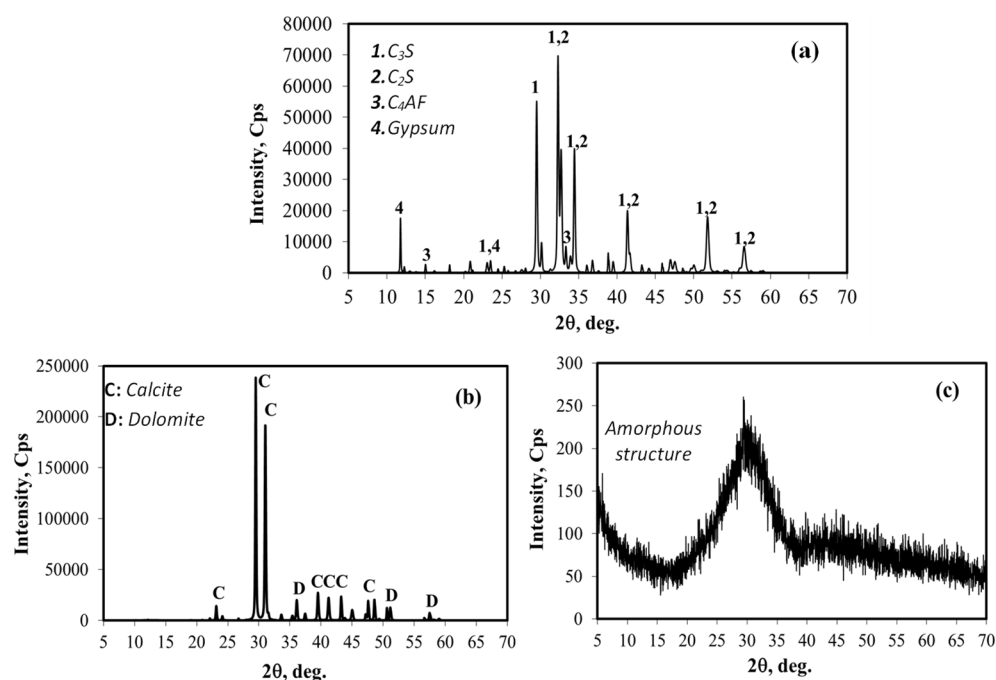 (a)
1.C₃S
2.C₂S
3.C₄AF
4.Gypsum
Intensity, Cps
80000
70000
60000
50000
40000
30000
20000
10000
0
4
3
1,4
1
1,2
3
1,2
1,2
1,2
1,2
5 10 15 20 25 30 35 40 45 50 55 60 65 70
2θ, deg.
(b)
C: Calcite
D: Dolomite
Intensity, Cps
250000
200000
150000
100000
50000
0
C
C
C
D
CCC
C
D
D
5 10 15 20 25 30 35 40 45 50 55 60 65 70
2θ, deg.
(c)
Amorphous
structure
Intensity, Cps
300
250
200
150
100
50
0
5 10 15 20 25 30 35 40 45 50 55 60 65 70
2θ, deg.